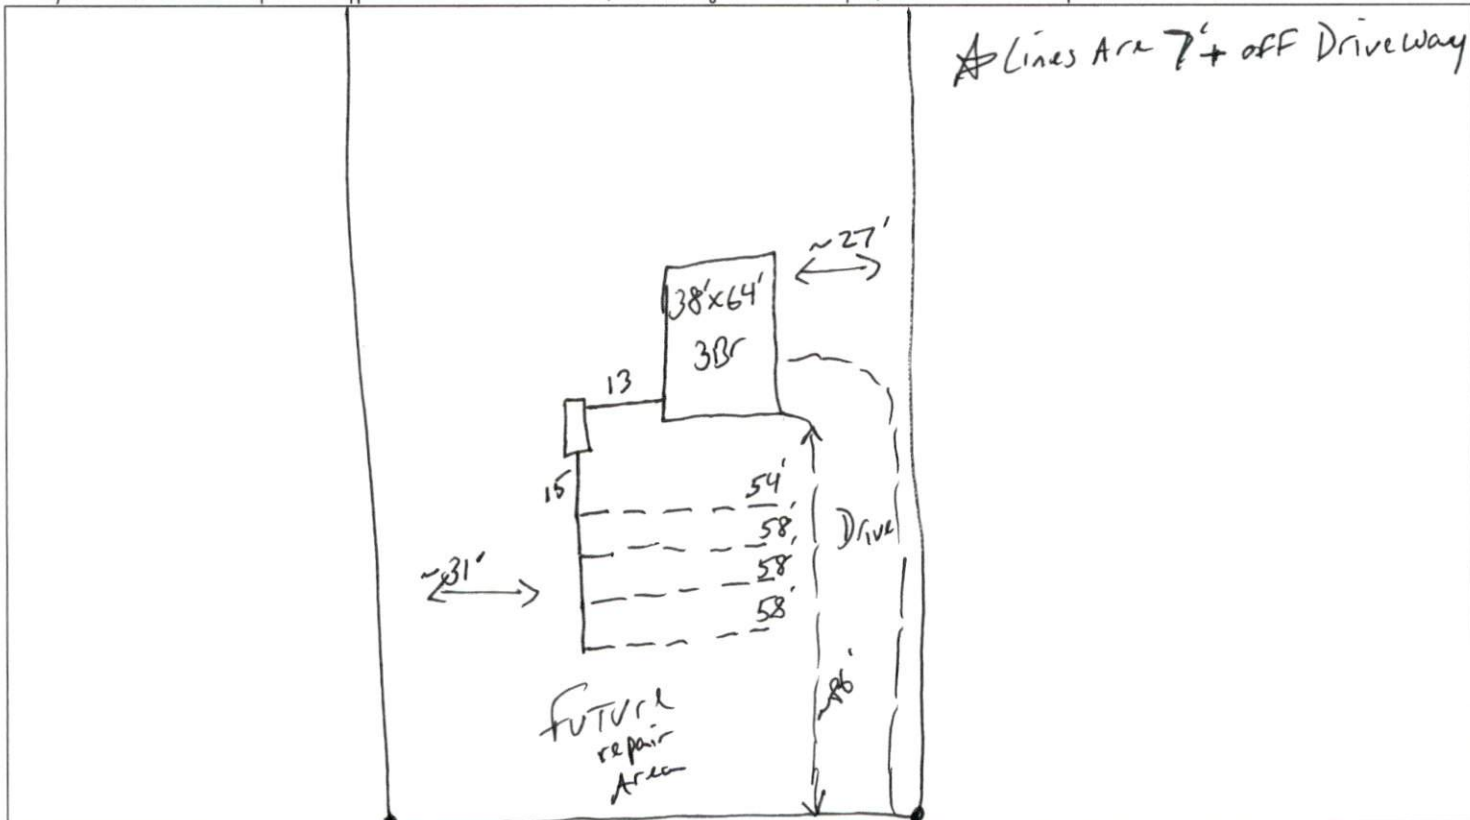 ☆ Lines Are 7'+ off Driveway
~27'
38'x64'
3Br
13
15
54'
58'
58'
58'
Drive
~31'
~86'
Future
repair
Area